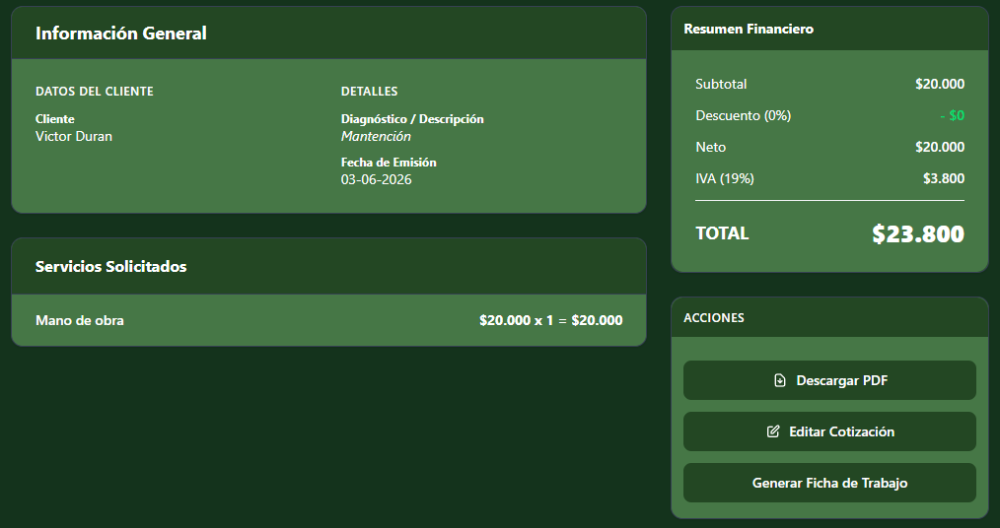 Información General
DATOS DEL CLIENTE
Cliente
Victor Duran
DETALLES
Diagnóstico / Descripción
Mantención
Fecha de Emisión
03-06-2026
Servicios Solicitados
Mano de obra $20.000 x 1 = $20.000
Resumen Financiero
Subtotal $20.000
Descuento (0%) - $0
Neto $20.000
IVA (19%) $3.800
TOTAL $23.800
ACCIONES
Descargar PDF
Editar Cotización
Generar Ficha de Trabajo